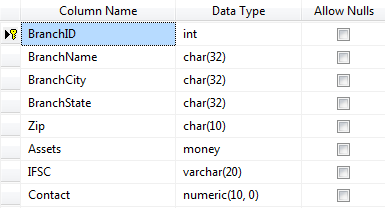 Column Name Data Type Allow Nulls
BranchID int
BranchName char(32)
BranchCity char(32)
BranchState char(32)
Zip char(10)
Assets money
IFSC varchar(20)
Contact numeric(10, 0)